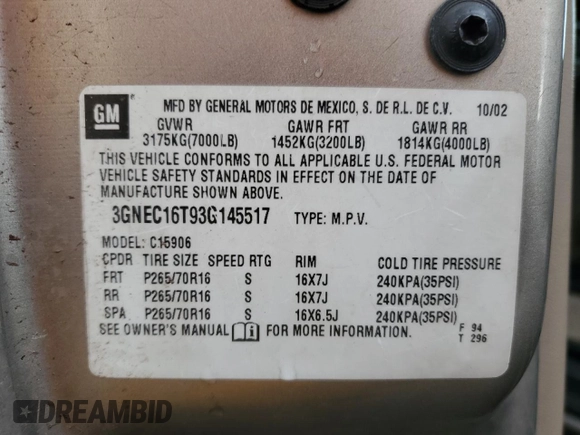 GM
MFD BY GENERAL MOTORS DE MEXICO, S. DE R.L. DE C.V. 10/02
GVWR GAWR FRT GAWR RR
3175KG(7000LB) 1452KG(3200LB) 1814KG(4000LB)
THIS VEHICLE CONFORMS TO ALL APPLICABLE U.S. FEDERAL MOTOR
VEHICLE SAFETY STANDARDS IN EFFECT ON THE DATE OF
MANUFACTURE SHOWN ABOVE.
3GNEC16T93G145517 TYPE: M.P.V.
MODEL: C15906
CPDR TIRE SIZE SPEED RTG RIM COLD TIRE PRESSURE
FRT P265/70R16 S 16X7J 240KPA(35PSI)
RR P265/70R16 S 16X7J 240KPA(35PSI)
SPA P265/70R16 S 16X6.5J 240KPA(35PSI)
SEE OWNER'S MANUAL i FOR MORE INFORMATION. F 94
T 296
DREAMBID